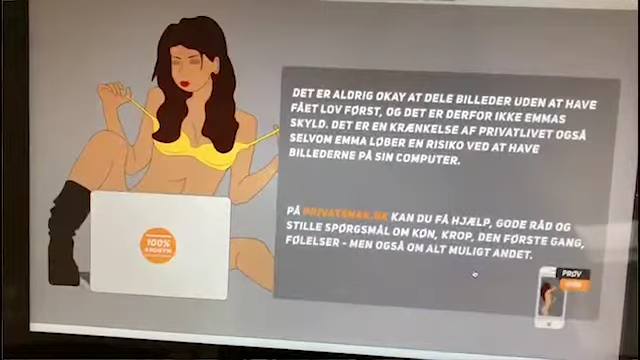 DET ER ALDRIG OKAY AT DELE BILLEDER UDEN AT HAVE
FÅET LOV FØRST, OG DET ER DERFOR IKKE EMMAS
SKYLD. DET ER EN KRÆNKELSE AF PRIVATLIVET OGSÅ
SELVOM EMMA LØBER EN RISIKO VED AT HAVE
BILLEDERNE PÅ SIN COMPUTER.
PÅ PRIVATSNAK.DK KAN DU FÅ HJÆLP, GODE RÅD OG
STILLE SPØRGSMÅL OM KØN, KROP, DEN FØRSTE GANG,
FØLELSER - MEN OGSÅ OM ALT MULIGT ANDET.
100%
ANONYM
PRØV